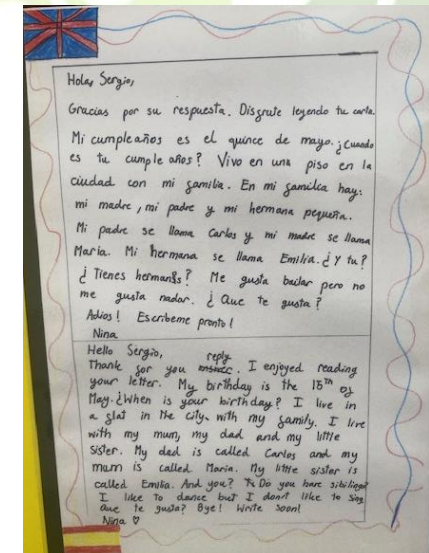 Hola, Sergio,
Gracias por su respuesta. Disfrute leyendo tu carta.
Mi cumpleaños es el quince de mayo. ¿Cuando
es tu cumple años? Vivo en una piso en la
ciudad con mi familia. En mi familia hay:
mi madre, mi padre y mi hermana pequeña.
Mi padre se llama Carlos y mi madre se llama
Maria. Mi hermana se llama Emilia. ¿Y tu?
¿Tienes hermanos? Me gusta bailar pero no
me gusta nadar. ¿Que te gusta?
Adios! Escribeme pronto!
Nina
Hello Sergio,
Thank for you reply. I enjoyed reading
your letter. My birthday is the 15th of
May. ¿When is your birthday? I live in
a flat in the city with my family. I live
with my mum, my dad and my little
sister. My dad is called Carlos and my
mum is called Maria. My little sister is
called Emilia. And you? Do you have siblings?
I like to dance but I don't like to sing.
Que te gusta? Bye! Write soon!
Nina